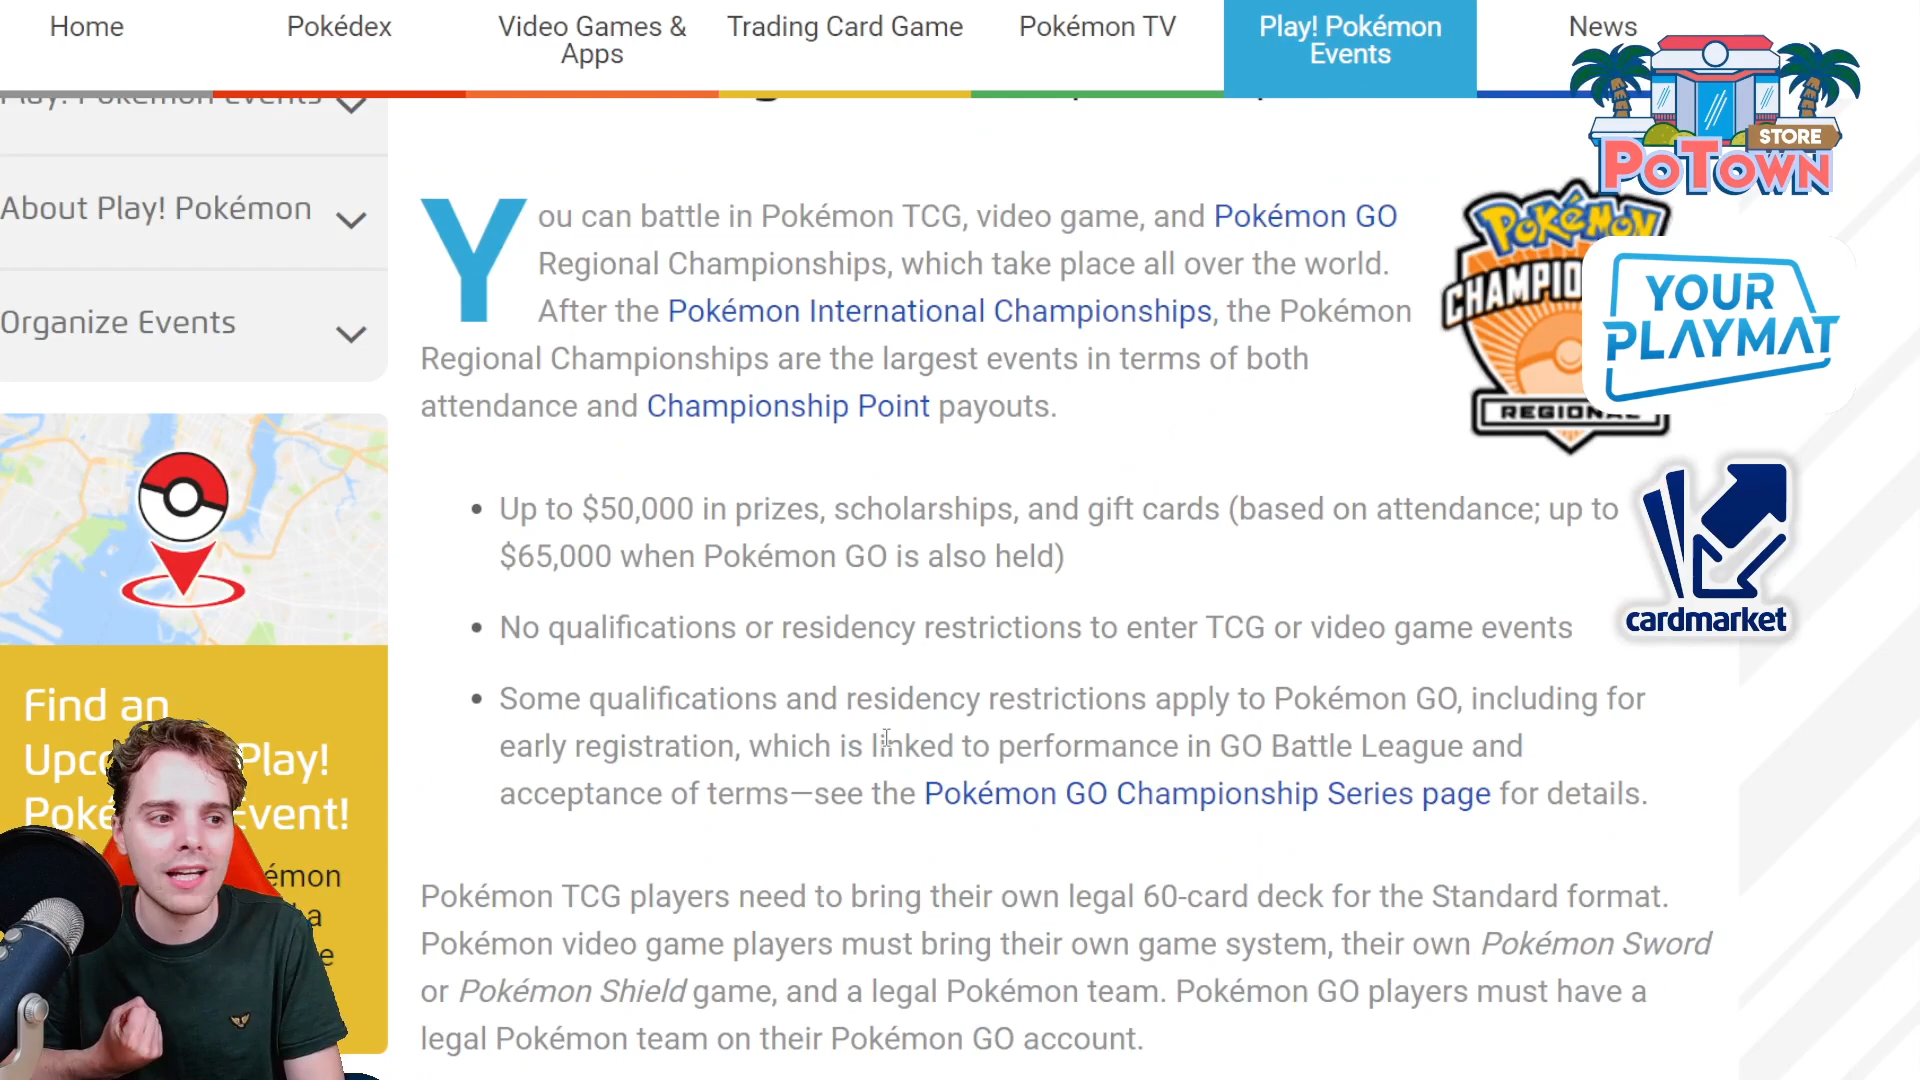 Home
Pokédex
Video Games &
Apps
Trading Card Game
Pokémon TV
Play! Pokémon
Events
News
Play! Pokémon Events
About Play! Pokémon
Organize Events
Find an
Play!
Event!
You can battle in Pokémon TCG, video game, and Pokémon GO
Regional Championships, which take place all over the world.
After the Pokémon International Championships, the Pokémon
Regional Championships are the largest events in terms of both
attendance and Championship Point payouts.
• Up to $50,000 in prizes, scholarships, and gift cards (based on attendance; up to
$65,000 when Pokémon GO is also held)
• No qualifications or residency restrictions to enter TCG or video game events
• Some qualifications and residency restrictions apply to Pokémon GO, including for
early registration, which is linked to performance in GO Battle League and
acceptance of terms—see the Pokémon GO Championship Series page for details.
Pokémon TCG players need to bring their own legal 60-card deck for the Standard format.
Pokémon video game players must bring their own game system, their own Pokémon Sword
or Pokémon Shield game, and a legal Pokémon team. Pokémon GO players must have a
legal Pokémon team on their Pokémon GO account.
STORE
POTOWN
Pokémon
REGIONAL
YOUR
PLAYMAT
cardmarket